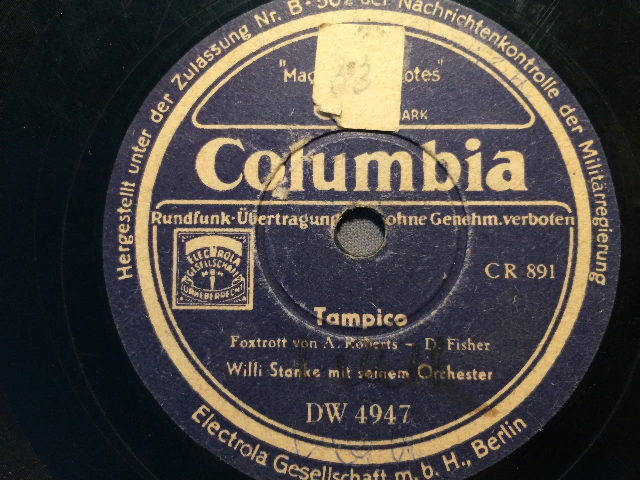 Hergestellt unter der Zulassung Nr. B der Nachrichtenkontrolle der Militärregierung
"Mag otes"
ARK
Columbia
Rundfunk-Übertragung ohne Genehm. verboten
ELECTROLA
GESELLSCHAFT
URHEBERRECHT
CR 891
Tampico
Foxtrott von A. Roberts - D. Fisher
Willi Stanke mit seinem Orchester
DW 4947
Electrola Gesellschaft m. b. H., Berlin